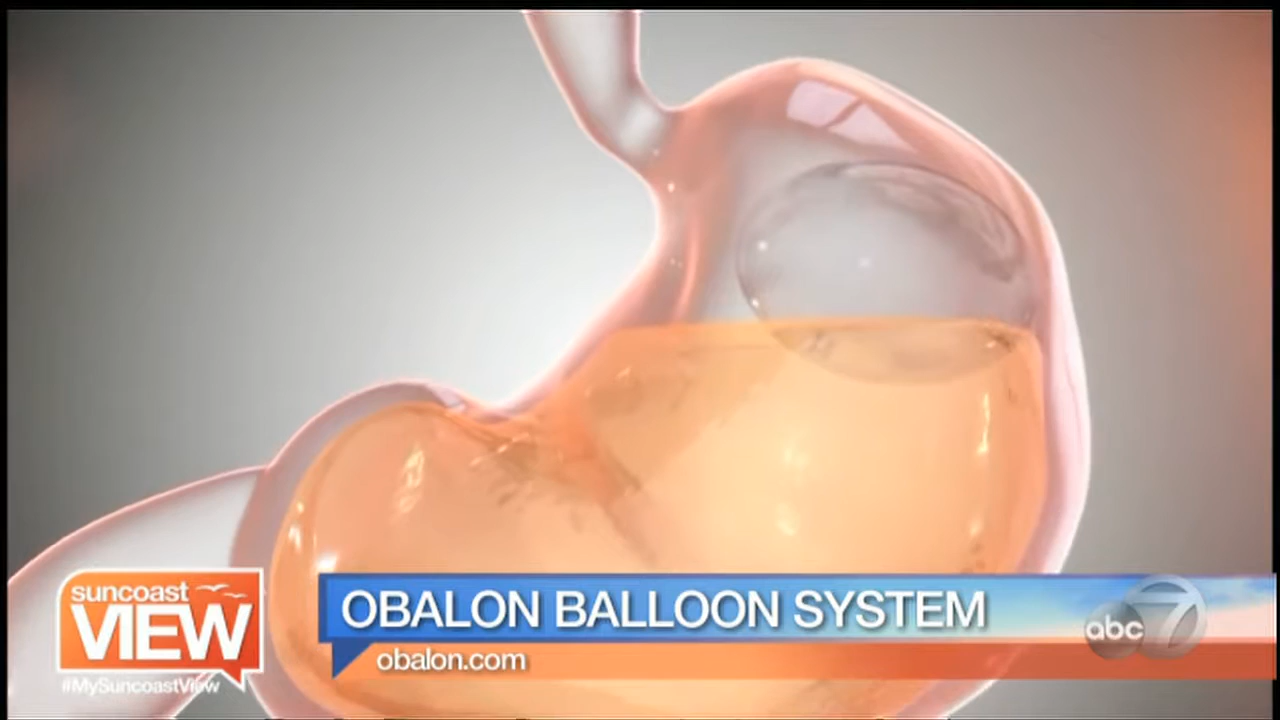 suncoast
VIEW
#MySuncoastView
OBALON BALLOON SYSTEM
obalon.com
abc 7